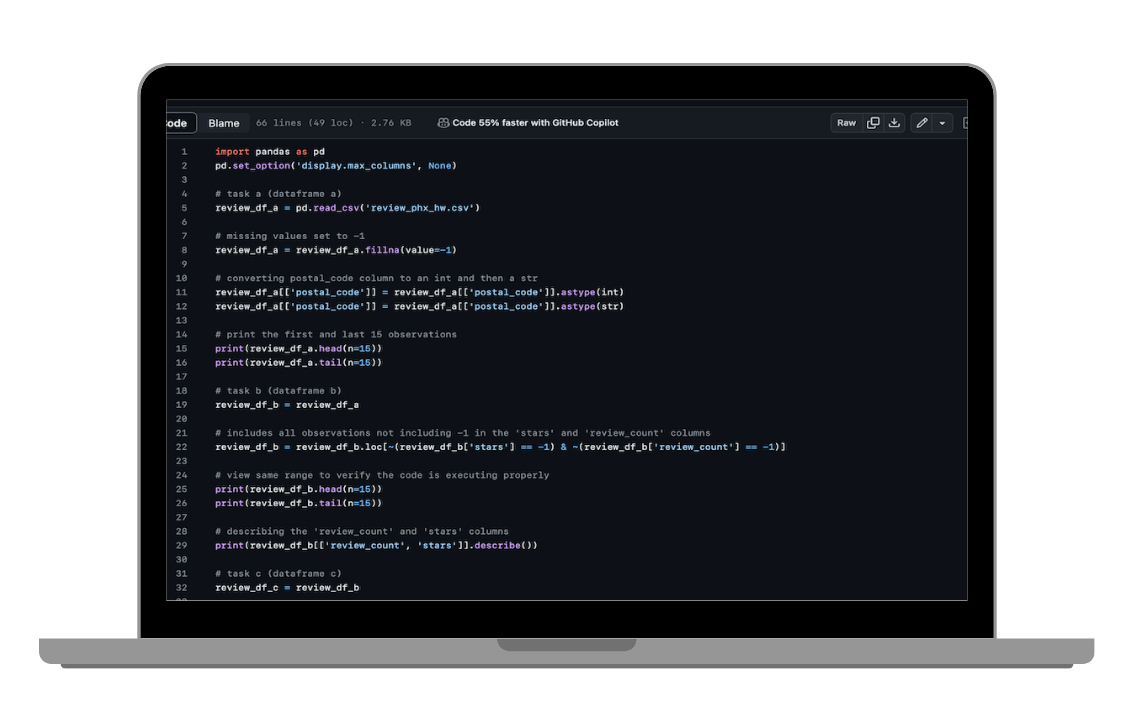 Code Blame 66 lines (49 loc) · 2.76 KB Code 55% faster with GitHub Copilot Raw
1 import pandas as pd
2 pd.set_option('display.max_columns', None)
3
4 # task a (dataframe a)
5 review_df_a = pd.read_csv('review_phx_hw.csv')
6
7 # missing values set to -1
8 review_df_a = review_df_a.fillna(value=-1)
9
10 # converting postal_code column to an int and then a str
11 review_df_a[['postal_code']] = review_df_a[['postal_code']].astype(int)
12 review_df_a[['postal_code']] = review_df_a[['postal_code']].astype(str)
13
14 # print the first and last 15 observations
15 print(review_df_a.head(n=15))
16 print(review_df_a.tail(n=15))
17
18 # task b (dataframe b)
19 review_df_b = review_df_a
20
21 # includes all observations not including -1 in the 'stars' and 'review_count' columns
22 review_df_b = review_df_b.loc[~(review_df_b['stars'] == -1) & ~(review_df_b['review_count'] == -1)]
23
24 # view same range to verify the code is executing properly
25 print(review_df_b.head(n=15))
26 print(review_df_b.tail(n=15))
27
28 # describing the 'review_count' and 'stars' columns
29 print(review_df_b[['review_count', 'stars']].describe())
30
31 # task c (dataframe c)
32 review_df_c = review_df_b